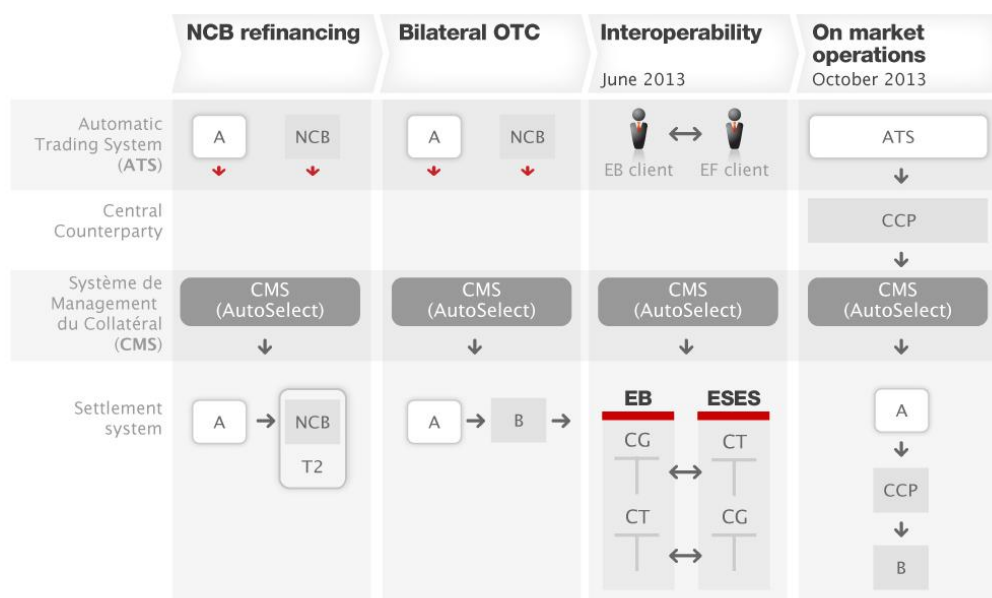 NCB refinancing
Bilateral OTC
Interoperability
June 2013
On market
operations
October 2013
Automatic
Trading System
(ATS)
A
NCB
A
NCB
EB client
EF client
ATS
Central
Counterparty
CCP
Système de
Management
du Collatéral
(CMS)
CMS
(AutoSelect)
CMS
(AutoSelect)
CMS
(AutoSelect)
CMS
(AutoSelect)
Settlement
system
A
NCB
T2
A
B
EB
ESES
CG
CT
CT
CG
A
CCP
B